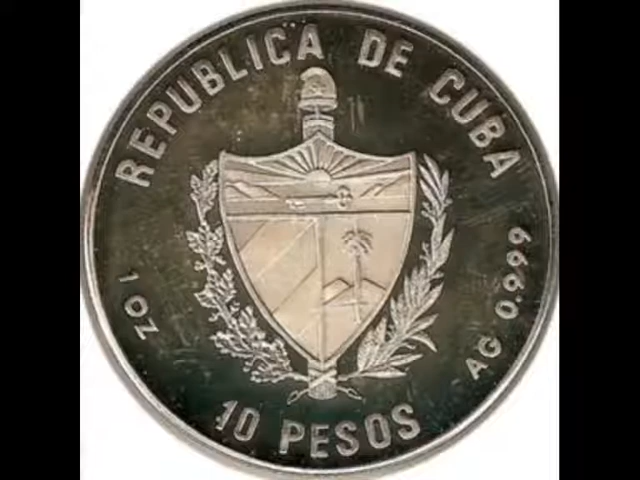 REPUBLICA DE CUBA
1 OZ
AG 0.999
10 PESOS